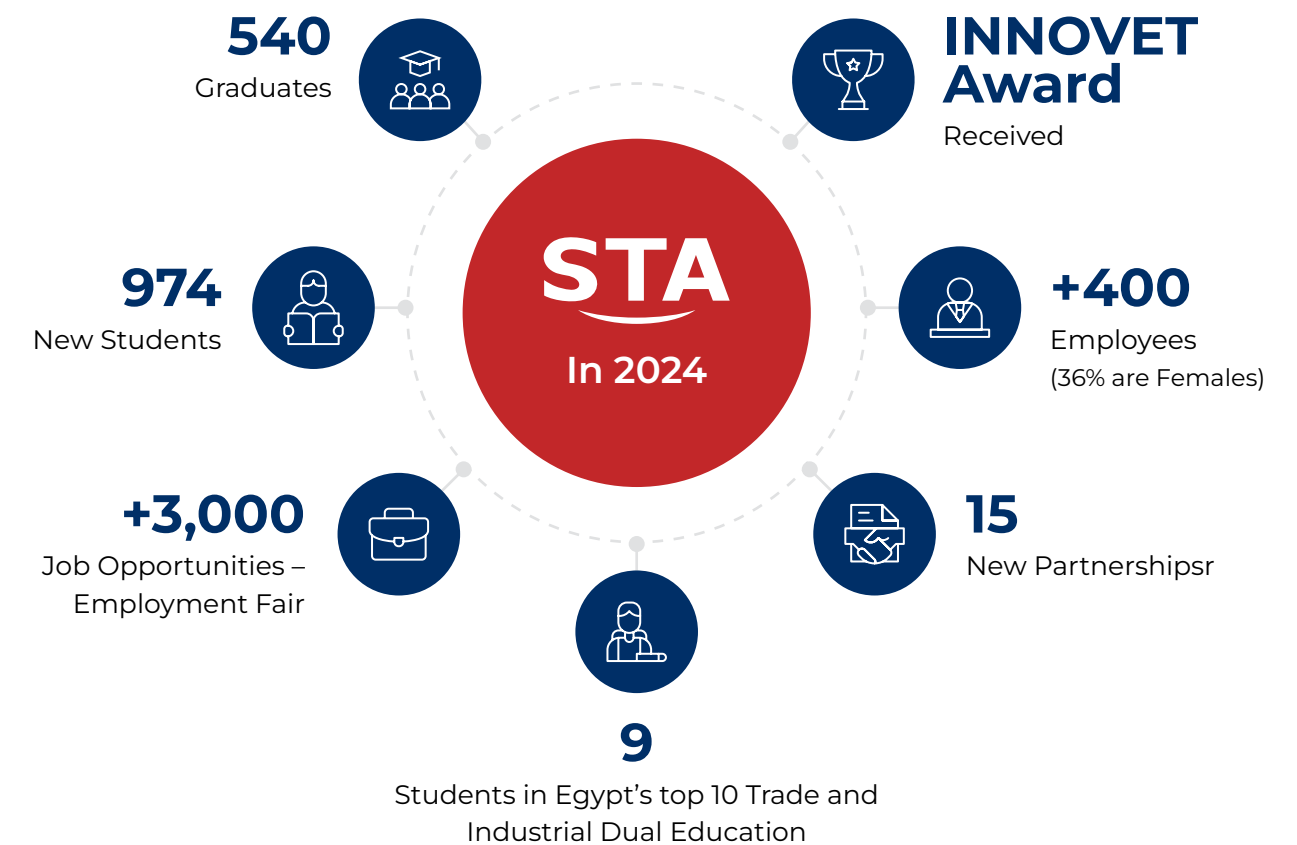 540
Graduates
INNOVET
Award
Received
STA
In 2024
974
New Students
+400
Employees
(36% are Females)
+3,000
Job Opportunities –
Employment Fair
15
New Partnershipsr
9
Students in Egypt’s top 10 Trade and
Industrial Dual Education